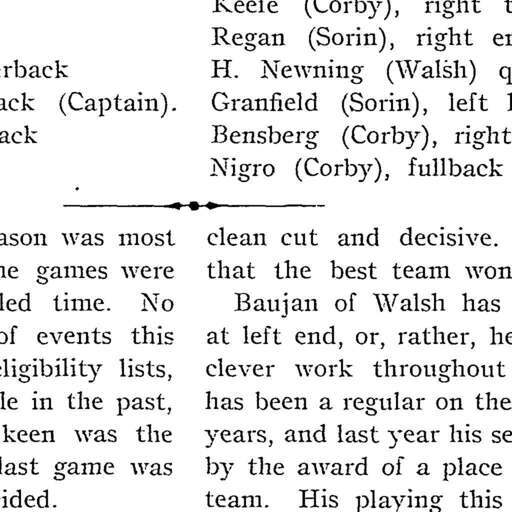 Keefe (Corby), right
Regan (Sorin), right
rback H. Newning (Walsh)
ack (Captain). Granfield (Sorin), left
ack Bensberg (Corby), right
Nigro (Corby), fullback
ason was most
games were
led time. No
of events this
eligibility lists,
le in the past,
keen was the
last game was
ided.
clean cut and decisive.
that the best team won
Baujan of Walsh has
at left end, or, rather, he
clever work throughout
has been a regular on the
years, and last year his se
by the award of a place
team. His playing this